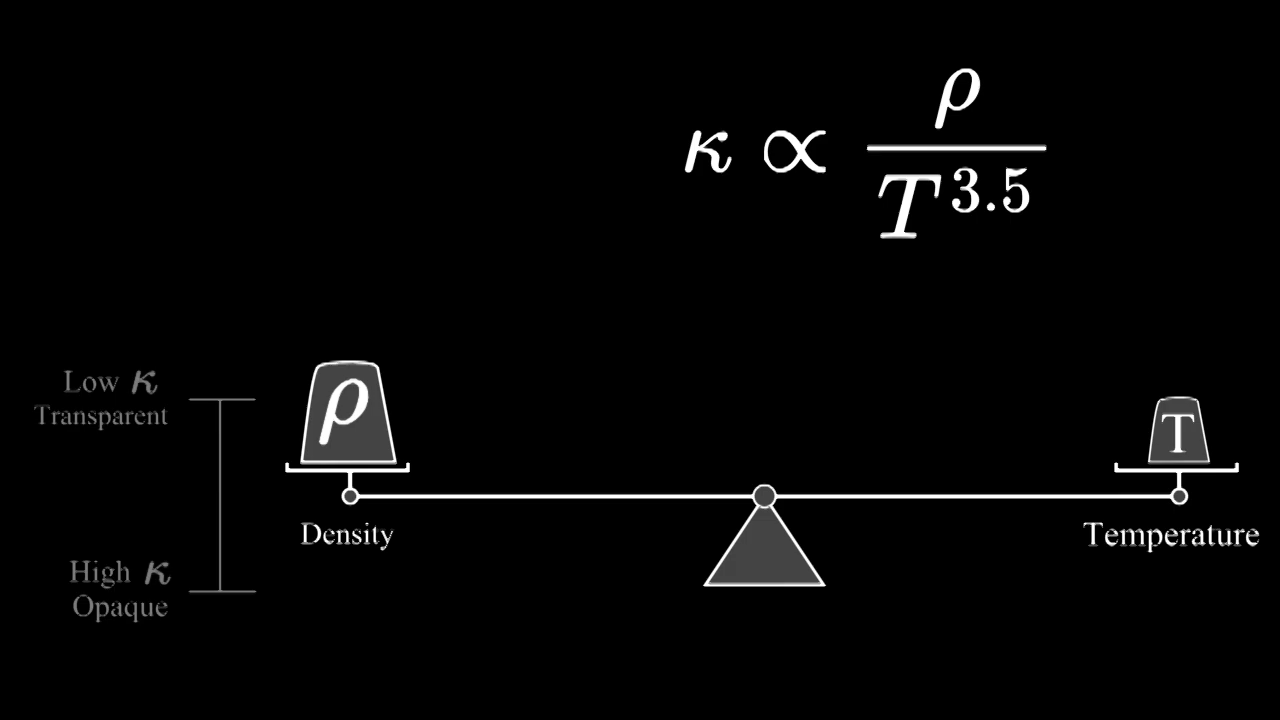 κ ∝ ρ / T^3.5
Low κ
Transparent
ρ
T
Density
Temperature
High κ
Opaque